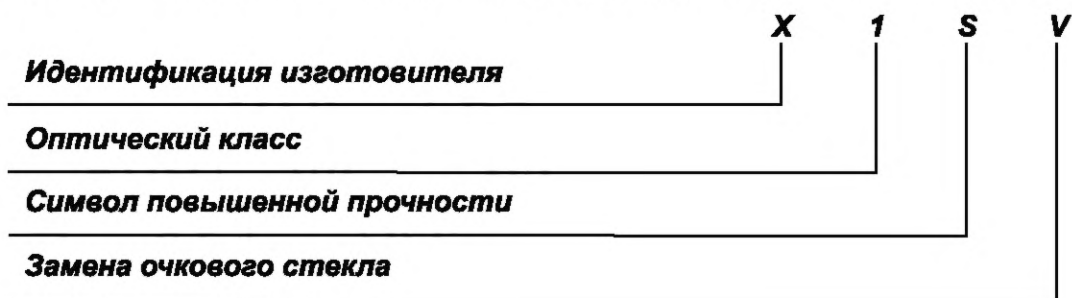 X 1 S V
Идентификация изготовителя
Оптический класс
Символ повышенной прочности
Замена очкового стекла